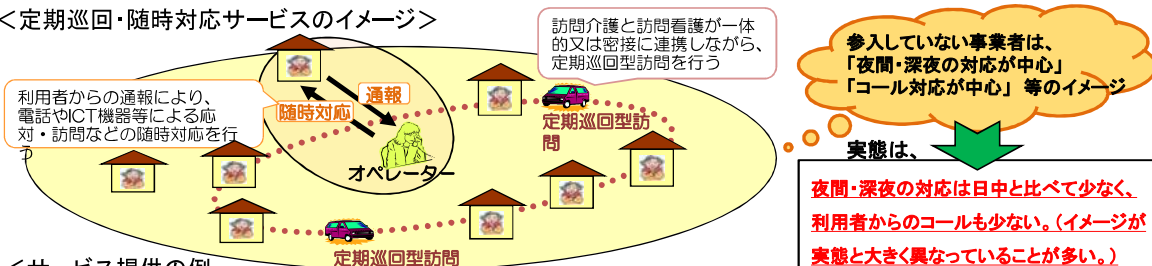 ＜定期巡回・随時対応サービスのイメージ＞
訪問介護と訪問看護が一体
的又は密接に連携しながら、
定期巡回型訪問を行う
利用者からの通報により、
電話やICT機器等による応
対・訪問などの随時対応を行
う
通報
随時対応
オペレーター
定期巡回型訪
問
定期巡回型訪問
参入していない事業者は、
「夜間・深夜の対応が中心」
「コール対応が中心」 等のイメージ
実態は、
夜間・深夜の対応は日中と比べて少なく、
利用者からのコールも少ない。（イメージが
実態と大きく異なっていることが多い。）
＜サービス提供の例